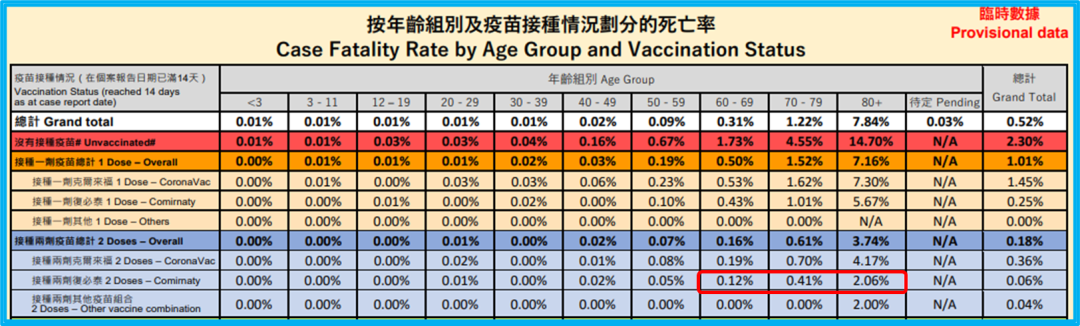 按年齡組別及疫苗接種情況劃分的死亡率
Case Fatality Rate by Age Group and Vaccination Status
臨時數據
Provisional data
疫苗接種情況（在個案報告日期已滿14天）
Vaccination Status (reached 14 days
as at case report date)
年齡組別 Age Group
總計
Grand Total
<3 3 - 11 12 – 19 20 - 29 30 - 39 40 - 49 50 - 59 60 - 69 70 - 79 80+ 待定 Pending
總計 Grand total 0.01% 0.01% 0.01% 0.01% 0.01% 0.02% 0.09% 0.31% 1.22% 7.84% 0.03% 0.52%
沒有接種疫苗# Unvaccinated# 0.01% 0.01% 0.03% 0.03% 0.04% 0.16% 0.67% 1.73% 4.55% 14.70% N/A 2.30%
接種一劑疫苗總計 1 Dose – Overall 0.00% 0.01% 0.01% 0.01% 0.02% 0.03% 0.19% 0.50% 1.52% 7.16% N/A 1.01%
接種一劑克爾來福 1 Dose – CoronaVac 0.00% 0.01% 0.00% 0.03% 0.03% 0.06% 0.23% 0.53% 1.62% 7.30% N/A 1.45%
接種一劑復必泰 1 Dose – Comirnaty 0.00% 0.00% 0.01% 0.00% 0.02% 0.00% 0.10% 0.43% 1.01% 5.67% N/A 0.25%
接種一劑其他 1 Dose – Others 0.00% 0.00% 0.00% 0.00% 0.00% 0.00% 0.00% 0.00% 0.00% N/A N/A 0.00%
接種兩劑疫苗總計 2 Doses – Overall 0.00% 0.00% 0.00% 0.01% 0.00% 0.02% 0.07% 0.16% 0.61% 3.74% N/A 0.18%
接種兩劑克爾來福 2 Doses – CoronaVac 0.00% 0.00% 0.00% 0.02% 0.00% 0.01% 0.08% 0.19% 0.70% 4.17% N/A 0.36%
接種兩劑復必泰 2 Doses – Comirnaty 0.00% 0.00% 0.00% 0.01% 0.00% 0.02% 0.05% 0.12% 0.41% 2.06% N/A 0.06%
接種兩劑其他疫苗組合
2 Doses – Other vaccine combination 0.00% 0.00% 0.00% 0.00% 0.00% 0.00% 0.00% 0.00% 0.00% 2.00% N/A 0.04%